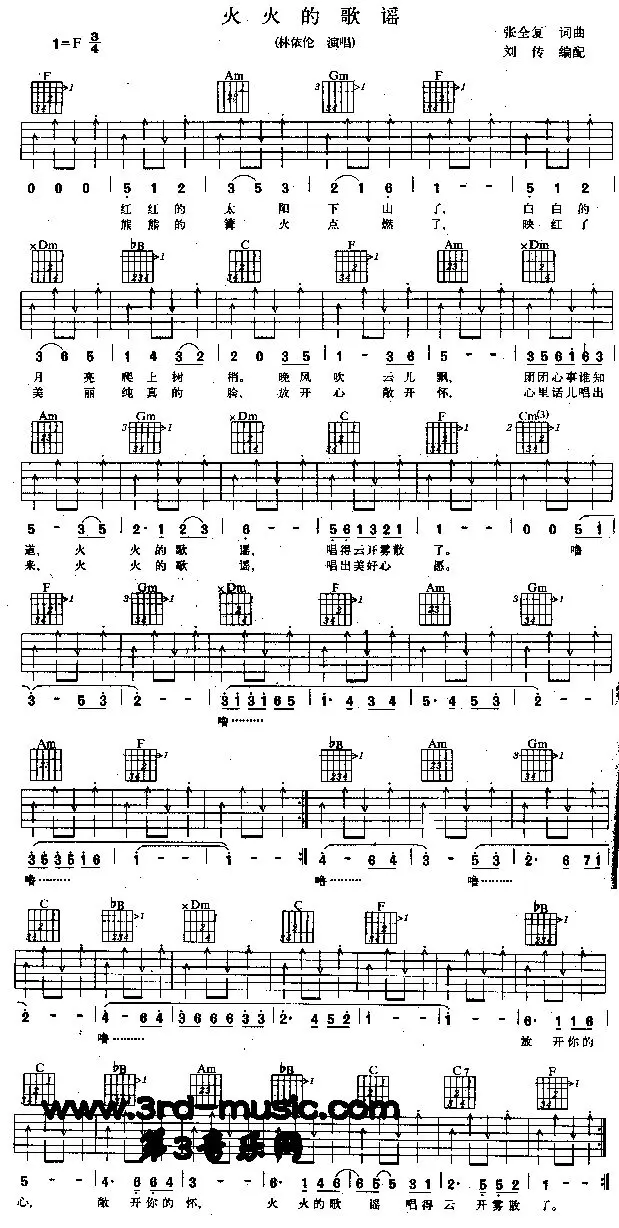 火火的歌谣
(林依伦 演唱)
1=F 3/4
张全复 词曲
刘传 编配
F Am Gm F
0 0 0 | 5 1 2 | 3 5 3 | 2 1 6 | 1 - - | 5 1 2
红红的太阳下山了，白白的
熊熊的篝火点燃了，映红了
×Dm ♭B C F Am ×Dm
3 6 5 | 1 4 3 2 | 2 0 3 5 | 1 - 3 6 | 5 - - | 3 5 6 1 6 3
月亮爬上树梢。晚风吹云儿飘，团团心事谁知
美丽纯真的脸，放开心敞开怀，心里话儿唱出
Am Gm ×Dm C F Cm(3)
5 - 3 5 | 2· 1 2 3 | 6 - - | 5 6 1 3 2 1 | 1 - - | 0 0 5 1
道，火火的歌谣，唱得云开雾散了。噜
来，火火的歌谣，唱出美好心愿。
F Gm ×Dm F Am Gm
3 - 5 3 | 2 - - | 3 1 3 1 6 5 | 1· 4 3 4 | 5· 4 5 3 | 2 - -
噜………
Am F ♭B Am Gm
3 5 3 5 1 6 | 1 - - | 1 - - :| 4 - 6 4 | 3 - 5 3 | 2· 6 7 1
噜……… 噜……… 噜………
C ♭B ×Dm C F ♭B
2 - - | 4 - 6 4 | 3 6 6 6 3 3 | 2· 4 5 2 | 1 - - | 1 - - | 6· 1 1 6
噜……… 放开你的
C ♭B Am ♭B C C7 F
www.3rd-music.com
第3音乐网
5 - - | 4· 6 6 4 | 5 - - | 6· 1 4 6 | 6 5 5 5 3 1 | 2· 5 5 2 | 1 - - :|
心，敞开你的怀，火火的歌谣唱得云开雾散了。